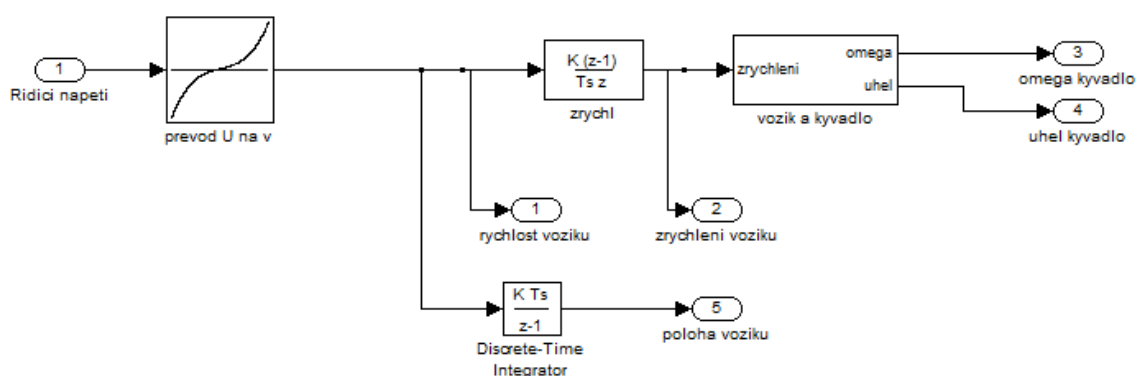 1
Ridici napeti
prevod U na v
K (z-1)
Ts z
zrychl
zrychleni
omega
uhel
vozik a kyvadlo
3
omega kyvadlo
4
uhel kyvadlo
1
rychlost voziku
2
zrychleni voziku
K Ts
z-1
Discrete-Time
Integrator
5
poloha voziku